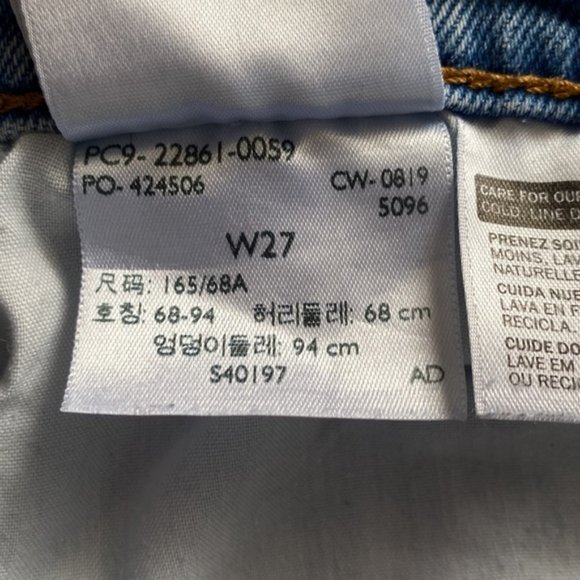 PC9-22861-0059
PO-424506 CW-0819
5096
W27
尺码: 165/68A
호칭: 68-94 허리둘레: 68 cm
엉덩이둘레: 94 cm
S40197 AD
CARE FOR OUR
COLD, LINE D
PRENEZ SOI
MOINS, LAV
NATURELLE
CUIDA NUE
LAVA EN F
RECICLA.
CUIDE DO
LAVE EM
OU RECI